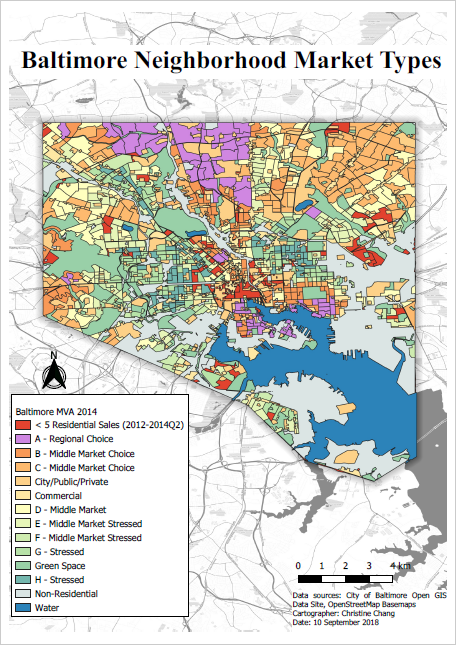 Baltimore Neighborhood Market Types
N
Baltimore MVA 2014
< 5 Residential Sales (2012-2014Q2)
A - Regional Choice
B - Middle Market Choice
C - Middle Market Choice
City/Public/Private
Commercial
D - Middle Market
E - Middle Market Stressed
F - Middle Market Stressed
G - Stressed
Green Space
H - Stressed
Non-Residential
Water
0 1 2 3 4 km
Data sources: City of Baltimore Open GIS
Data Site, OpenStreetMap Basemaps
Cartographer: Christine Chang
Date: 10 September 2018